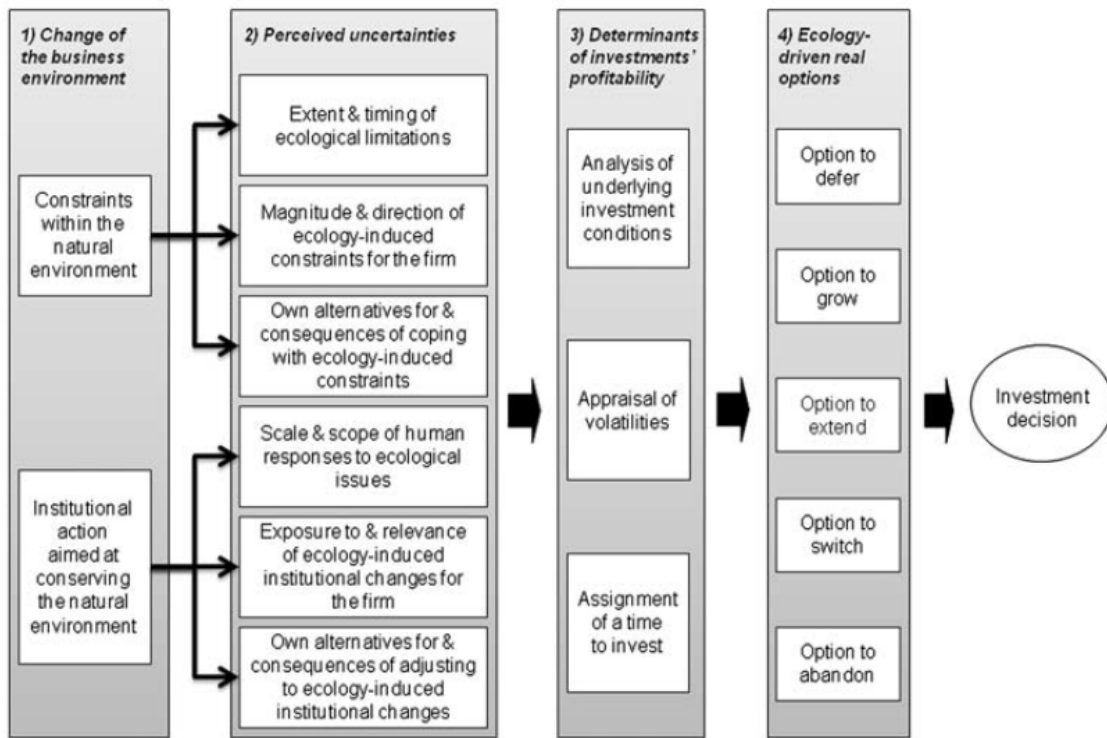 1) Change of
the business
environment
Constraints
within the
natural
environment
Institutional
action
aimed at
conserving
the natural
environment
2) Perceived uncertainties
Extent & timing of
ecological limitations
Magnitude & direction of
ecology-induced
constraints for the firm
Own alternatives for &
consequences of coping
with ecology-induced
constraints
Scale & scope of human
responses to ecological
issues
Exposure to & relevance
of ecology-induced
institutional changes for
the firm
Own alternatives for &
consequences of adjusting
to ecology-induced
institutional changes
3) Determinants
of investments'
profitability
Analysis of
underlying
investment
conditions
Appraisal of
volatilities
Assignment
of a time
to invest
4) Ecology-
driven real
options
Option to
defer
Option to
grow
Option to
extend
Option to
switch
Option to
abandon
Investment
decision